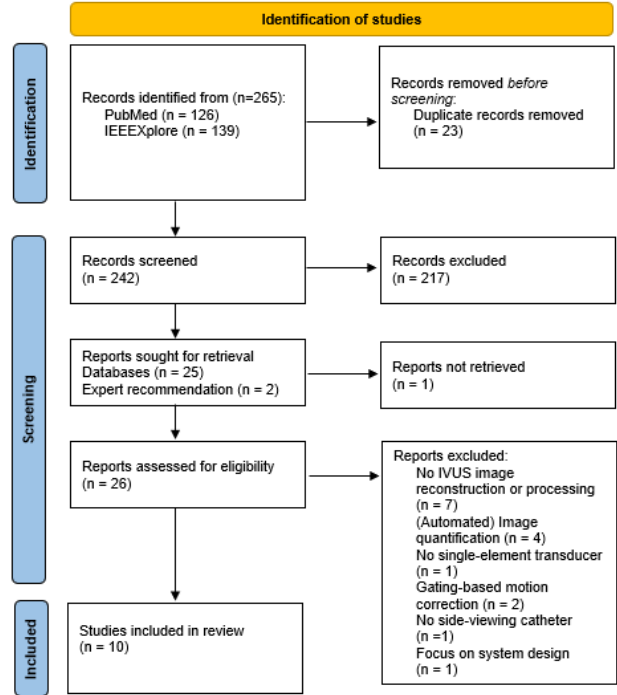 Identification of studies
Identification
Records identified from (n=265):
PubMed (n = 126)
IEEEXplore (n = 139)
Records removed before
screening:
Duplicate records removed
(n = 23)
Screening
Records screened
(n = 242)
Records excluded
(n = 217)
Reports sought for retrieval
Databases (n = 25)
Expert recommendation (n = 2)
Reports not retrieved
(n = 1)
Reports assessed for eligibility
(n = 26)
Reports excluded:
No IVUS image
reconstruction or processing
(n = 7)
(Automated) Image
quantification (n = 4)
No single-element transducer
(n = 1)
Gating-based motion
correction (n = 2)
No side-viewing catheter
(n =1)
Focus on system design
(n = 1)
Included
Studies included in review
(n = 10)